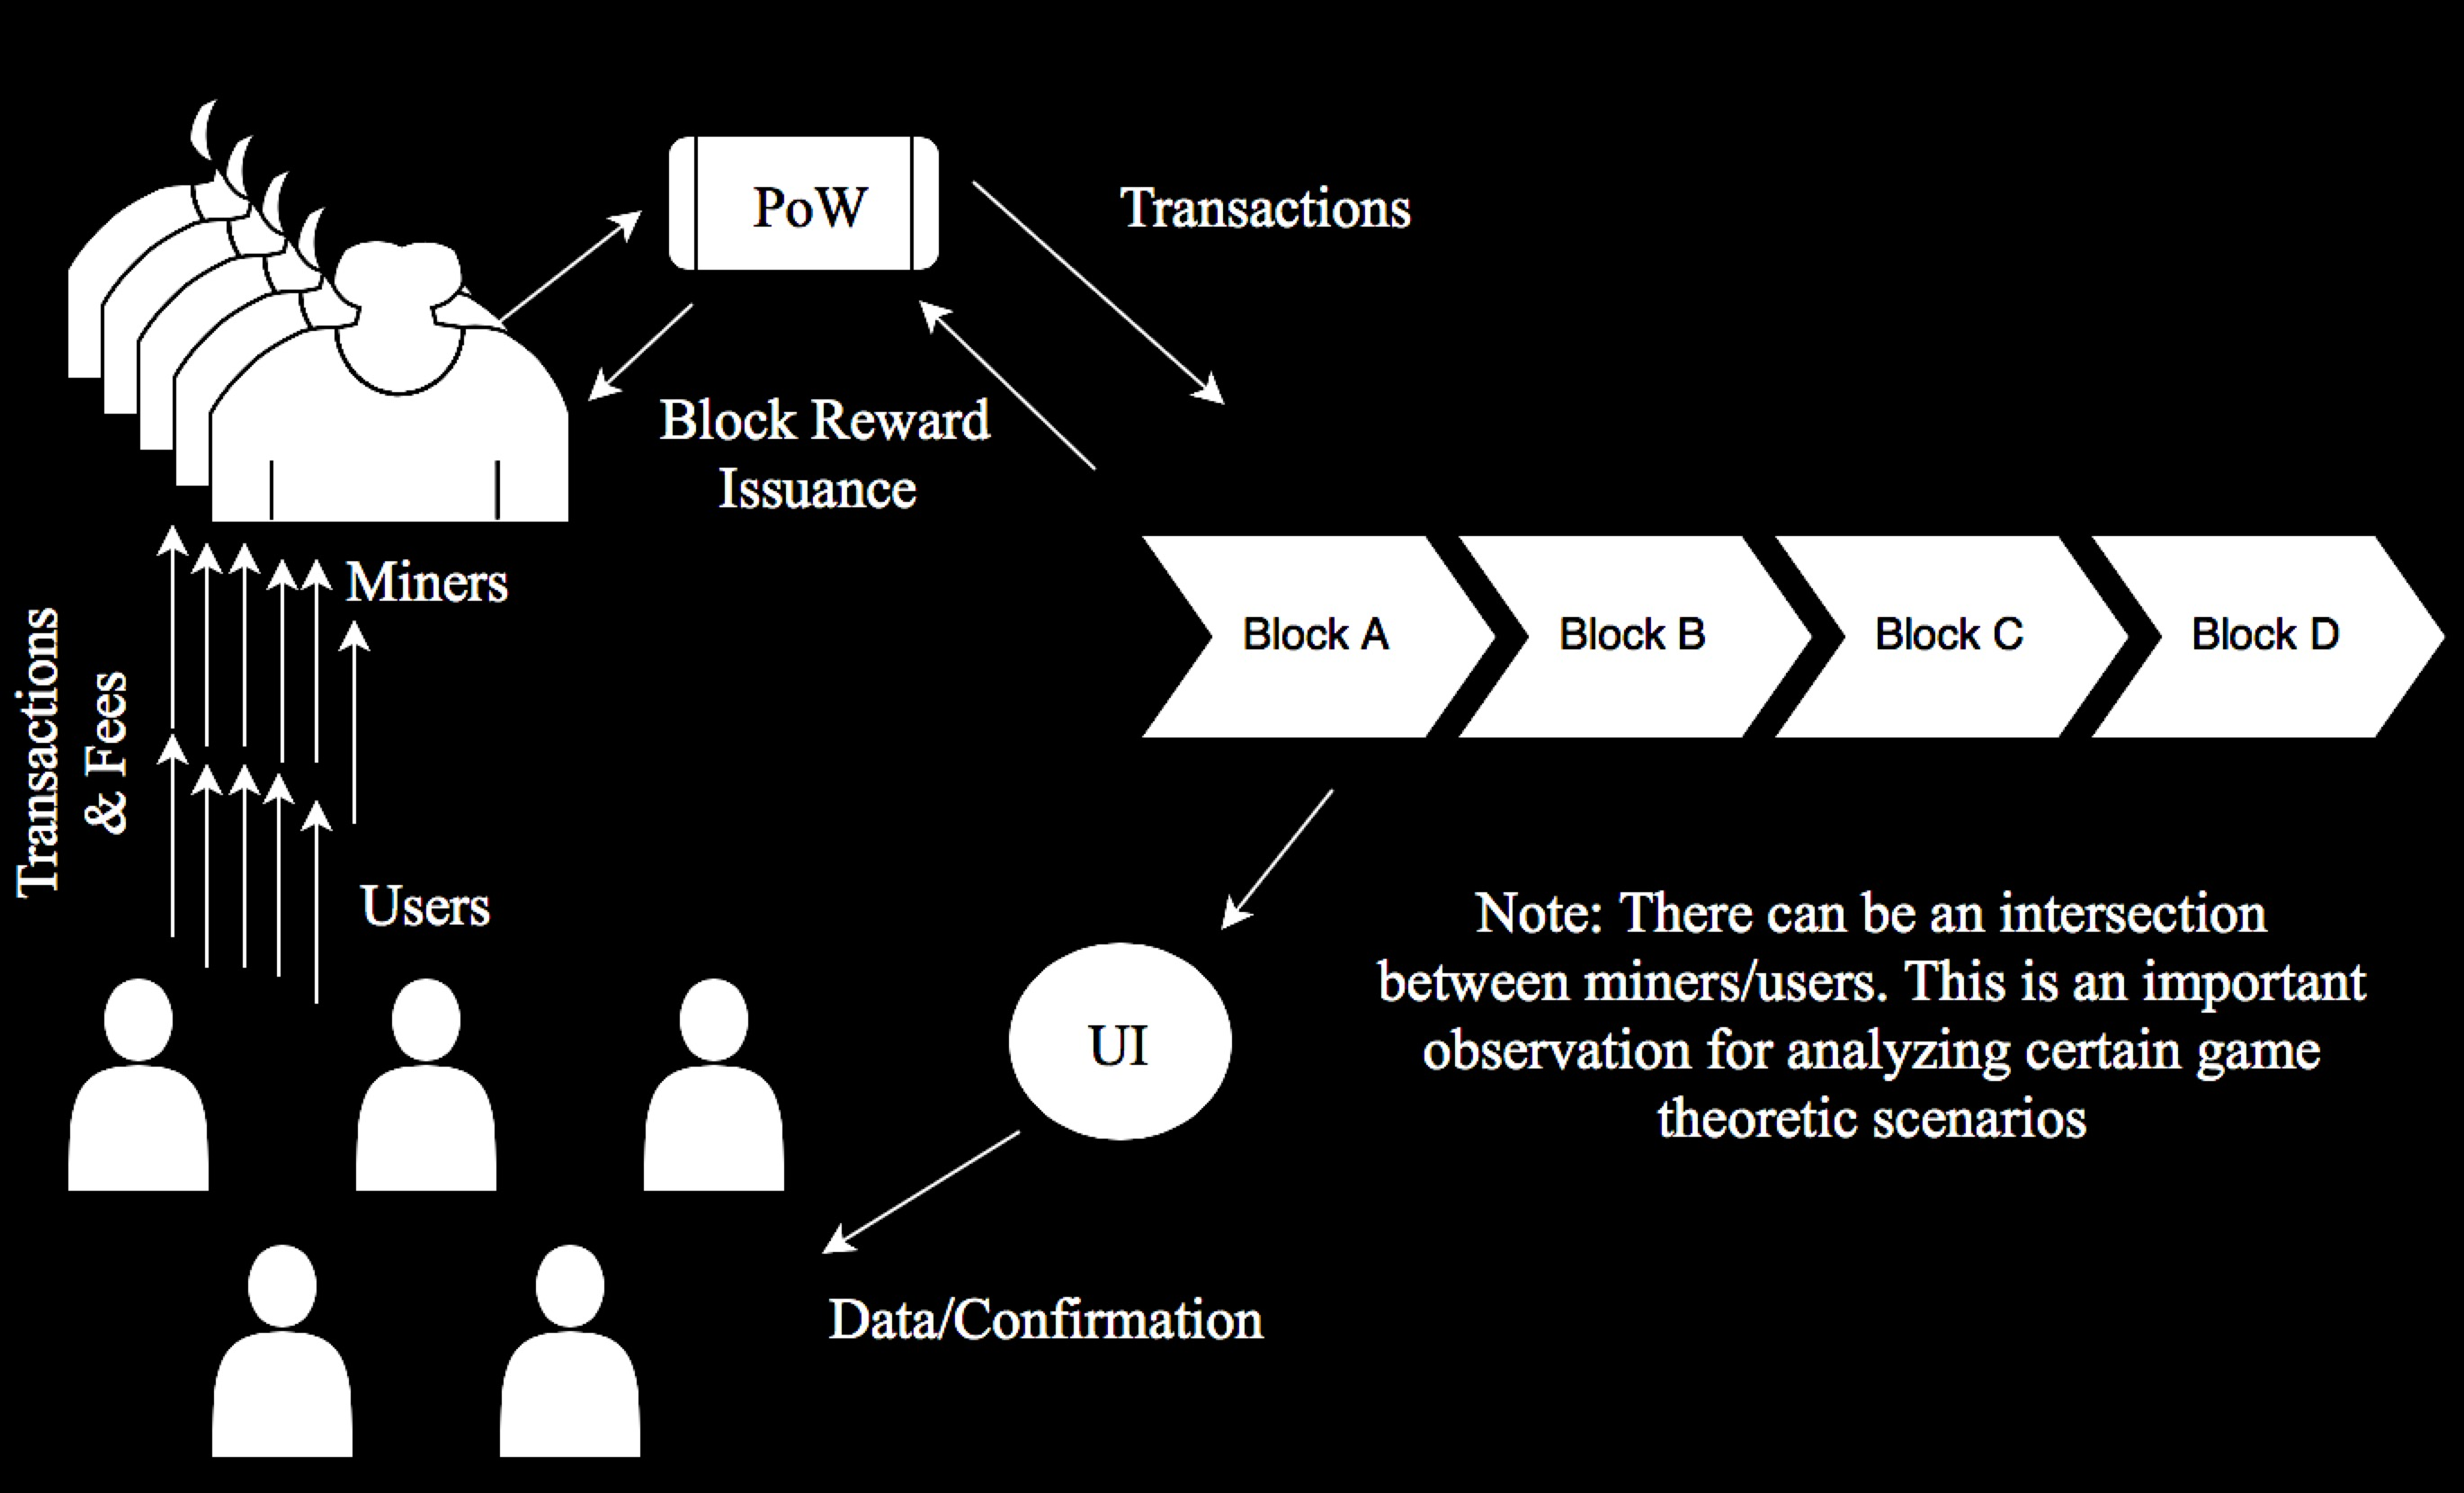 PoW
Transactions
Block Reward
Issuance
Miners
Transactions
& Fees
Block A
Block B
Block C
Block D
Users
Note: There can be an intersection
between miners/users. This is an important
observation for analyzing certain game
theoretic scenarios
UI
Data/Confirmation